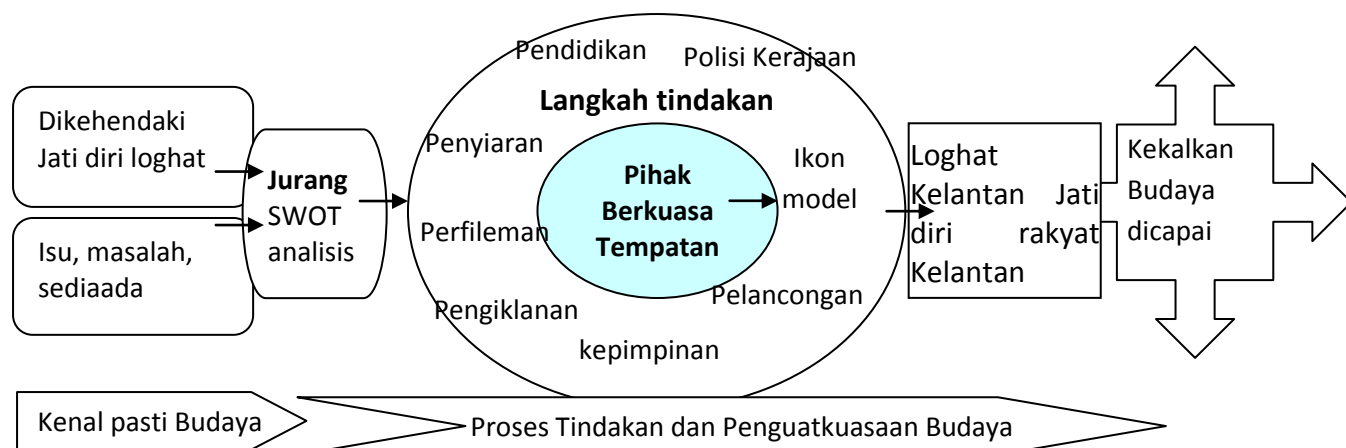 Dikehendaki
Jati diri loghat
Isu, masalah,
sediaada
Jurang
SWOT
analisis
Pendidikan
Polisi Kerajaan
Langkah tindakan
Penyiaran
Perfileman
Pengiklanan
kepimpinan
Pelancongan
Ikon
model
Pihak
Berkuasa
Tempatan
Loghat
Kelantan Jati
diri rakyat
Kelantan
Kekalkan
Budaya
dicapai
Kenal pasti Budaya
Proses Tindakan dan Penguatkuasaan Budaya